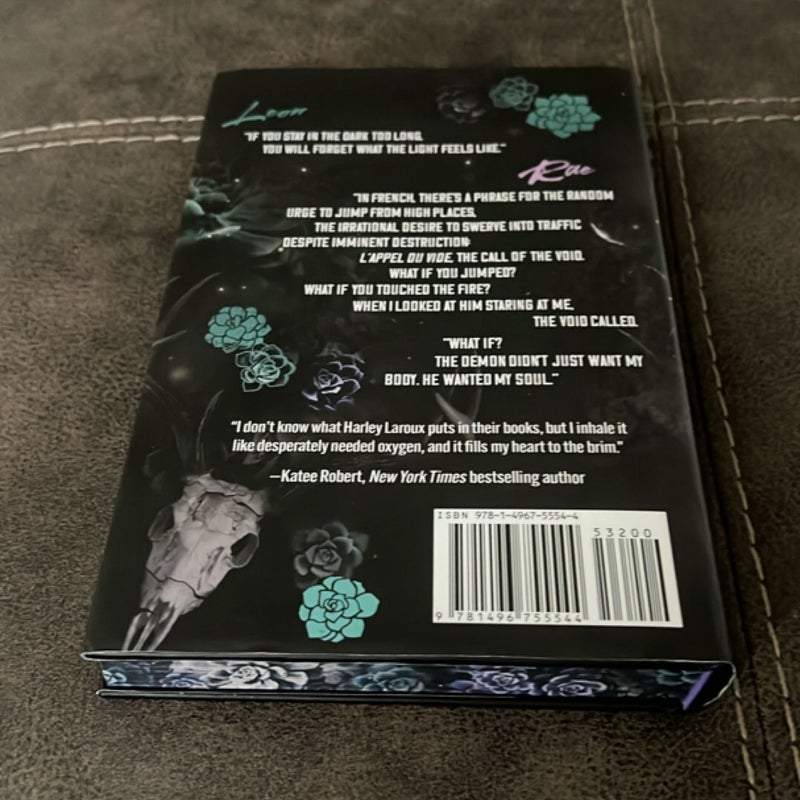 Leon
"IF YOU STAY IN THE DARK TOO LONG,
YOU WILL FORGET WHAT THE LIGHT FEELS LIKE."
Rae
"IN FRENCH, THERE'S A PHRASE FOR THE RANDOM
URGE TO JUMP FROM HIGH PLACES,
THE IRRATIONAL DESIRE TO SWERVE INTO TRAFFIC
DESPITE IMMINENT DESTRUCTION:
L'APPEL DU VIDE, THE CALL OF THE VOID.
WHAT IF YOU JUMPED?
WHAT IF YOU TOUCHED THE FIRE?
WHEN I LOOKED AT HIM STARING AT ME,
THE VOID CALLED.
"WHAT IF?
THE DEMON DIDN'T JUST WANT MY
BODY. HE WANTED MY SOUL."
"I don't know what Harley Laroux puts in their books, but I inhale it
like desperately needed oxygen, and it fills my heart to the brim."
—Katee Robert, New York Times bestselling author
ISBN 978-1-4967-5554-4
53200
9 781496 755544